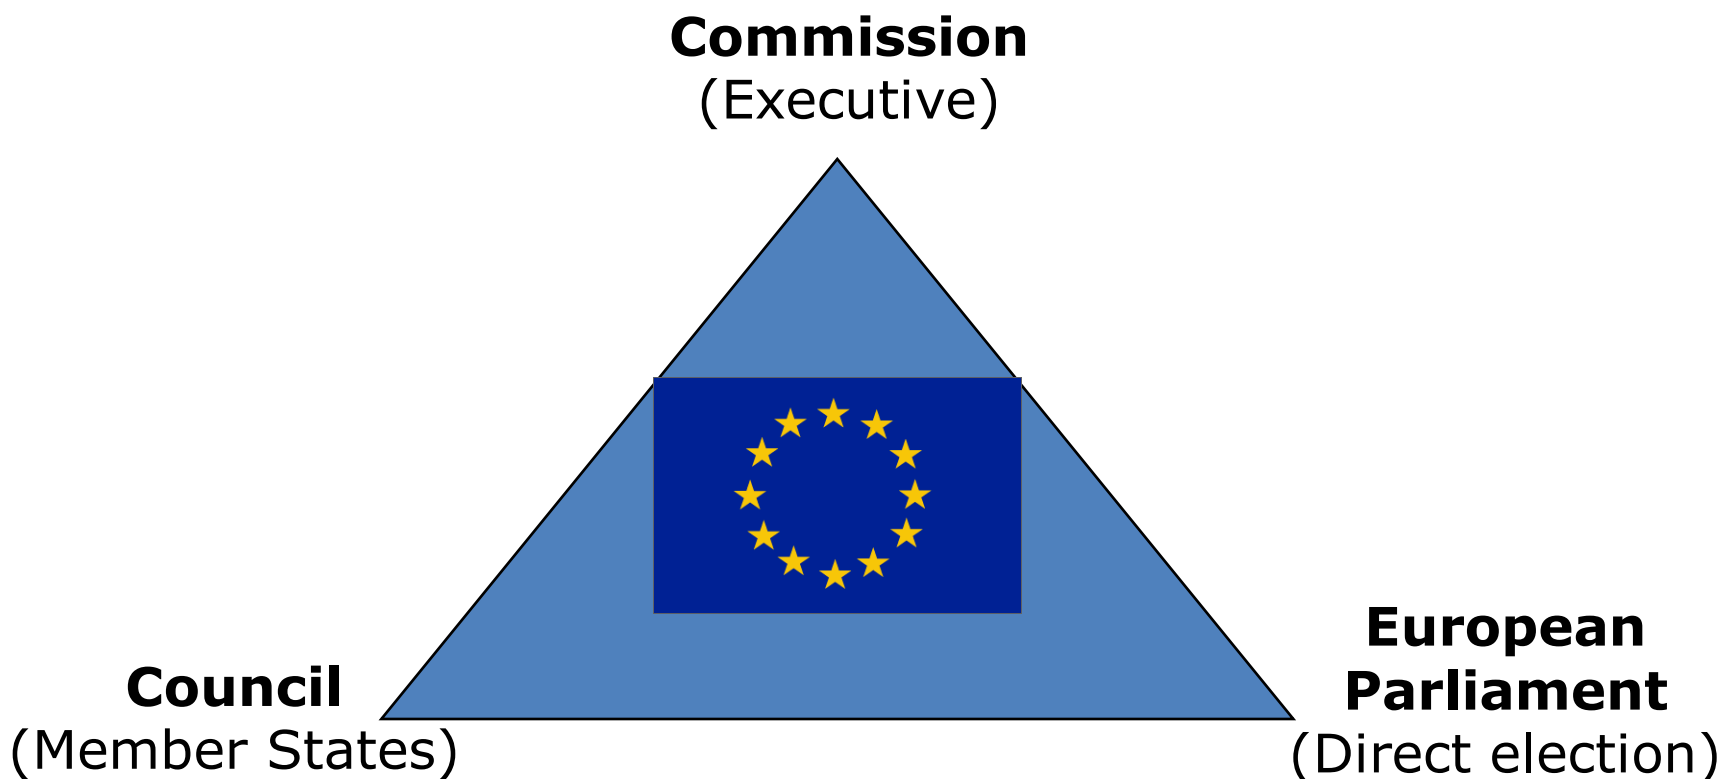 Commission
(Executive)
Council
(Member States)
European
Parliament
(Direct election)